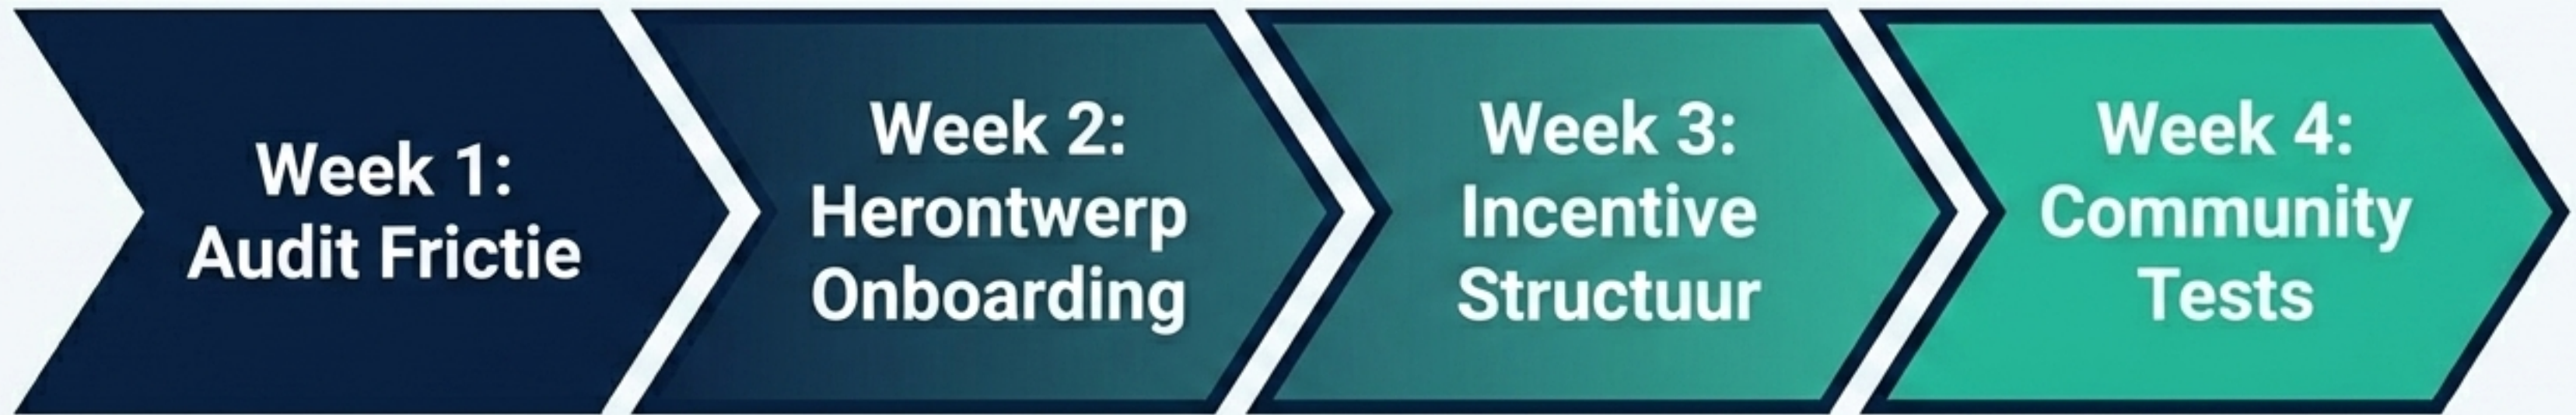 Week 1:
Audit Frictie
Week 2:
Herontwerp
Onboarding
Week 3:
Incentive
Structuur
Week 4:
Community
Tests